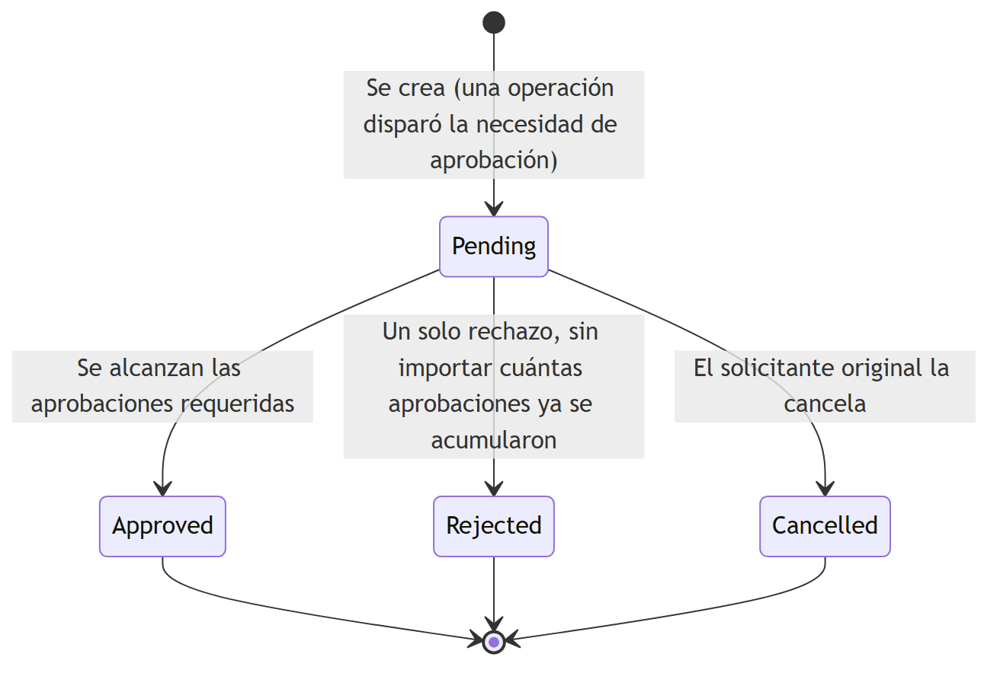 Se crea (una operación
disparó la necesidad de
aprobación)
Pending
Se alcanzan las
aprobaciones requeridas
Un solo rechazo, sin
importar cuántas
aprobaciones ya se
acumularon
El solicitante original la
cancela
Approved
Rejected
Cancelled